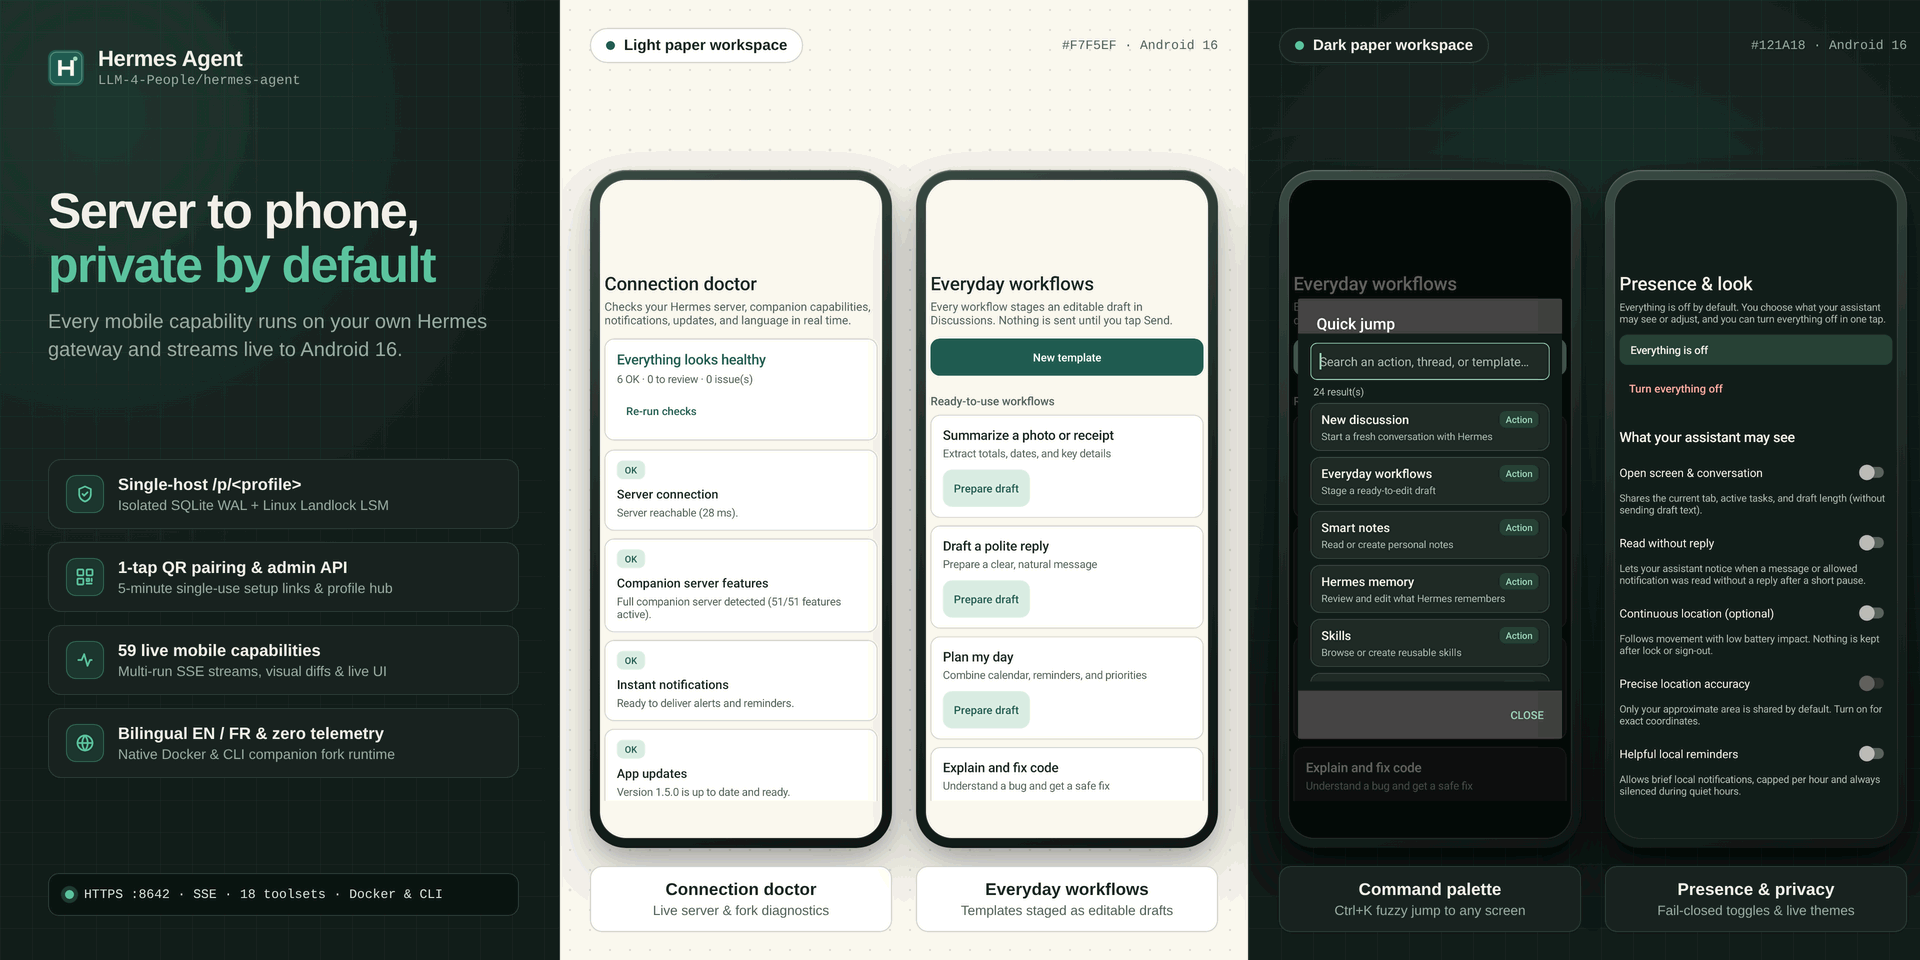 Hermes Agent
LLM-4-People/hermes-agent
Server to phone,
private by default
Every mobile capability runs on your own Hermes
gateway and streams live to Android 16.
Single-host /p/<profile>
Isolated SQLite WAL + Linux Landlock LSM
1-tap QR pairing & admin API
5-minute single-use setup links & profile hub
59 live mobile capabilities
Multi-run SSE streams, visual diffs & live UI
Bilingual EN / FR & zero telemetry
Native Docker & CLI companion fork runtime
HTTPS :8642 · SSE · 18 toolsets · Docker & CLI
Light paper workspace
#F7F5EF · Android 16
Connection doctor
Checks your Hermes server, companion capabilities,
notifications, updates, and language in real time.
Everything looks healthy
6 OK · 0 to review · 0 issue(s)
Re-run checks
OK
Server connection
Server reachable (28 ms).
OK
Companion server features
Full companion server detected (51/51 features
active).
OK
Instant notifications
Ready to deliver alerts and reminders.
OK
App updates
Version 1.5.0 is up to date and ready.
Connection doctor
Live server & fork diagnostics
Everyday workflows
Every workflow stages an editable draft in
Discussions. Nothing is sent until you tap Send.
New template
Ready-to-use workflows
Summarize a photo or receipt
Extract totals, dates, and key details
Prepare draft
Draft a polite reply
Prepare a clear, natural message
Prepare draft
Plan my day
Combine calendar, reminders, and priorities
Prepare draft
Explain and fix code
Understand a bug and get a safe fix
Everyday workflows
Templates staged as editable drafts
Dark paper workspace
#121A18 · Android 16
Everyday workflows
Quick jump
Search an action, thread, or template...
24 result(s)
New discussion
Action
Start a fresh conversation with Hermes
Everyday workflows
Action
Stage a ready-to-edit draft
Smart notes
Action
Read or create personal notes
Hermes memory
Action
Review and edit what Hermes remembers
Skills
Action
Browse or create reusable skills
CLOSE
Explain and fix code
Understand a bug and get a safe fix
Command palette
Ctrl+K fuzzy jump to any screen
Presence & look
Everything is off by default. You choose what your assistant
may see or adjust, and you can turn everything off in one tap.
Everything is off
Turn everything off
What your assistant may see
Open screen & conversation
Shares the current tab, active tasks, and draft length (without
sending draft text).
Read without reply
Lets your assistant notice when a message or allowed
notification was read without a reply after a short pause.
Continuous location (optional)
Follows movement with low battery impact. Nothing is kept
after lock or sign-out.
Precise location accuracy
Only your approximate area is shared by default. Turn on for
exact coordinates.
Helpful local reminders
Allows brief local notifications, capped per hour and always
silenced during quiet hours.
Presence & privacy
Fail-closed toggles & live themes